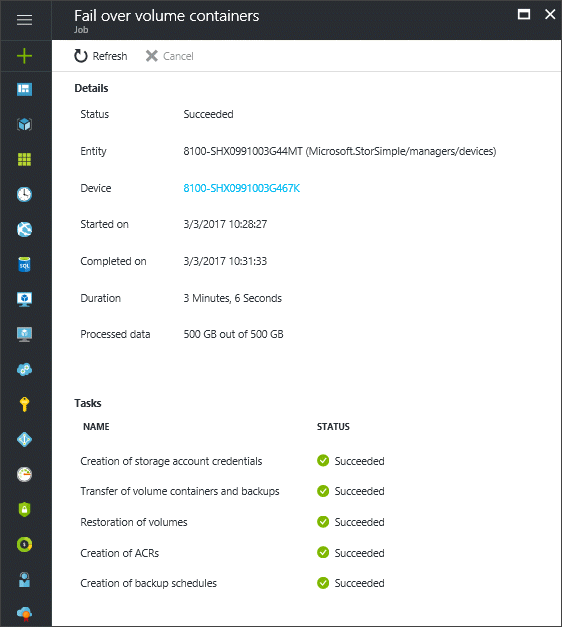 Fail over volume containers
Job
Refresh Cancel
Details
Status Succeeded
Entity 8100-SHX0991003G44MT (Microsoft.StorSimple/managers/devices)
Device 8100-SHX0991003G467K
Started on 3/3/2017 10:28:27
Completed on 3/3/2017 10:31:33
Duration 3 Minutes, 6 Seconds
Processed data 500 GB out of 500 GB
Tasks
NAME STATUS
Creation of storage account credentials Succeeded
Transfer of volume containers and backups Succeeded
Restoration of volumes Succeeded
Creation of ACRs Succeeded
Creation of backup schedules Succeeded
SQL